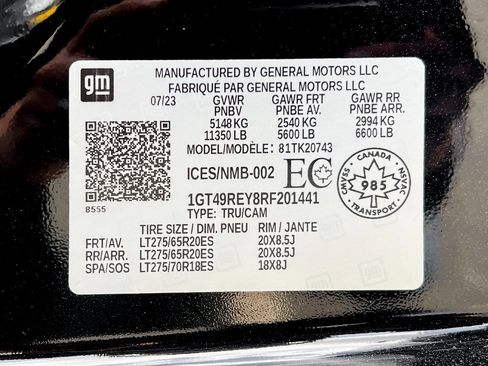 gm
MANUFACTURED BY GENERAL MOTORS LLC
FABRIQUÉ PAR GENERAL MOTORS LLC
07/23 GVWR GAWR FRT GAWR RR
PNBV PNBE AV. PNBE ARR.
5148 KG 2540 KG 2994 KG
11350 LB 5600 LB 6600 LB
MODEL/MODÈLE: 81TK20743
ICES/NMB-002 EC
CANADA
CMVSS 985 NSVAC
TRANSPORT
8555
1GT49REY8RF201441
TYPE: TRU/CAM
TIRE SIZE / DIM. PNEU RIM / JANTE
FRT/AV. LT275/65R20ES 20X8.5J
RR/ARR. LT275/65R20ES 20X8.5J
SPA/SOS LT275/70R18ES 18X8J